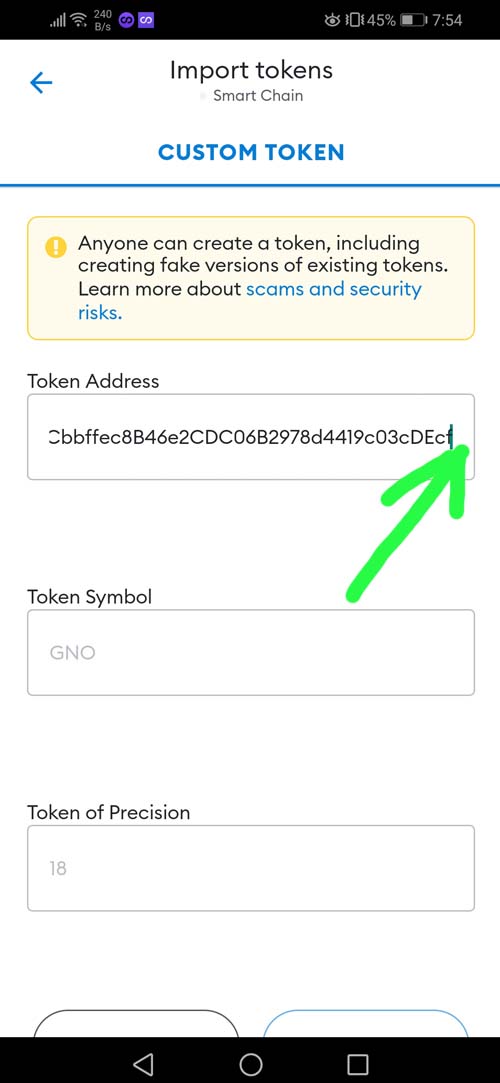 240
B/s
45%
7:54
Import tokens
Smart Chain
CUSTOM TOKEN
Anyone can create a token, including
creating fake versions of existing tokens.
Learn more about scams and security
risks.
Token Address
Cbbffec8B46e2CDC06B2978d4419c03cDEcf
Token Symbol
GNO
Token of Precision
18